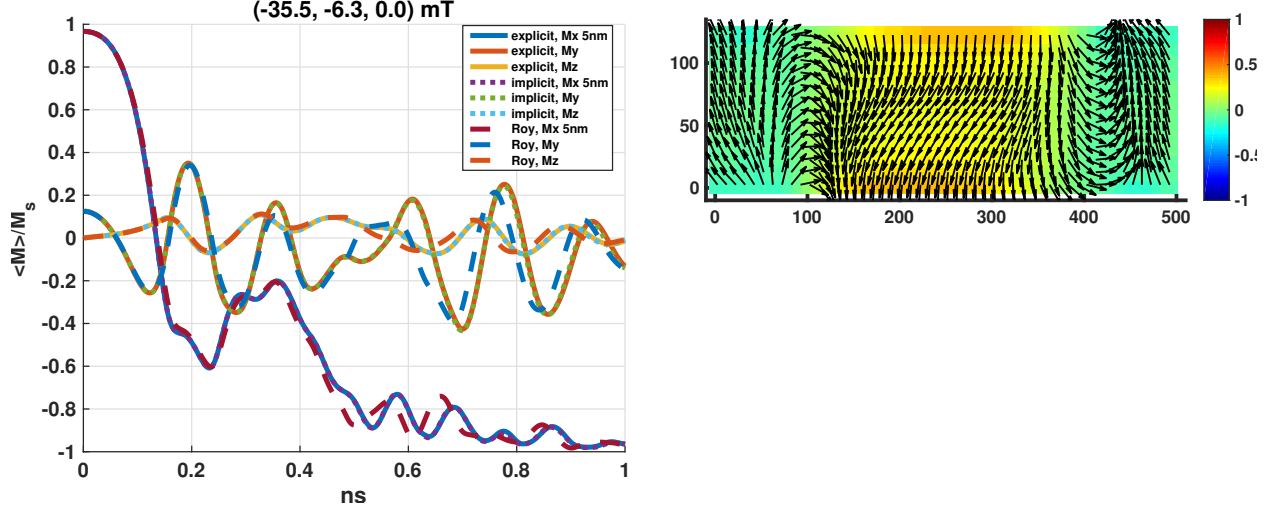 (-35.5, -6.3, 0.0) mT
<M>/M_s
1
0.8
0.6
0.4
0.2
0
-0.2
-0.4
-0.6
-0.8
-1
0
0.2
0.4
0.6
0.8
1
ns
explicit, Mx 5nm
explicit, My
explicit, Mz
implicit, Mx 5nm
implicit, My
implicit, Mz
Roy, Mx 5nm
Roy, My
Roy, Mz
100
50
0
0
100
200
300
400
500
1
0.5
0
-0.5
-1